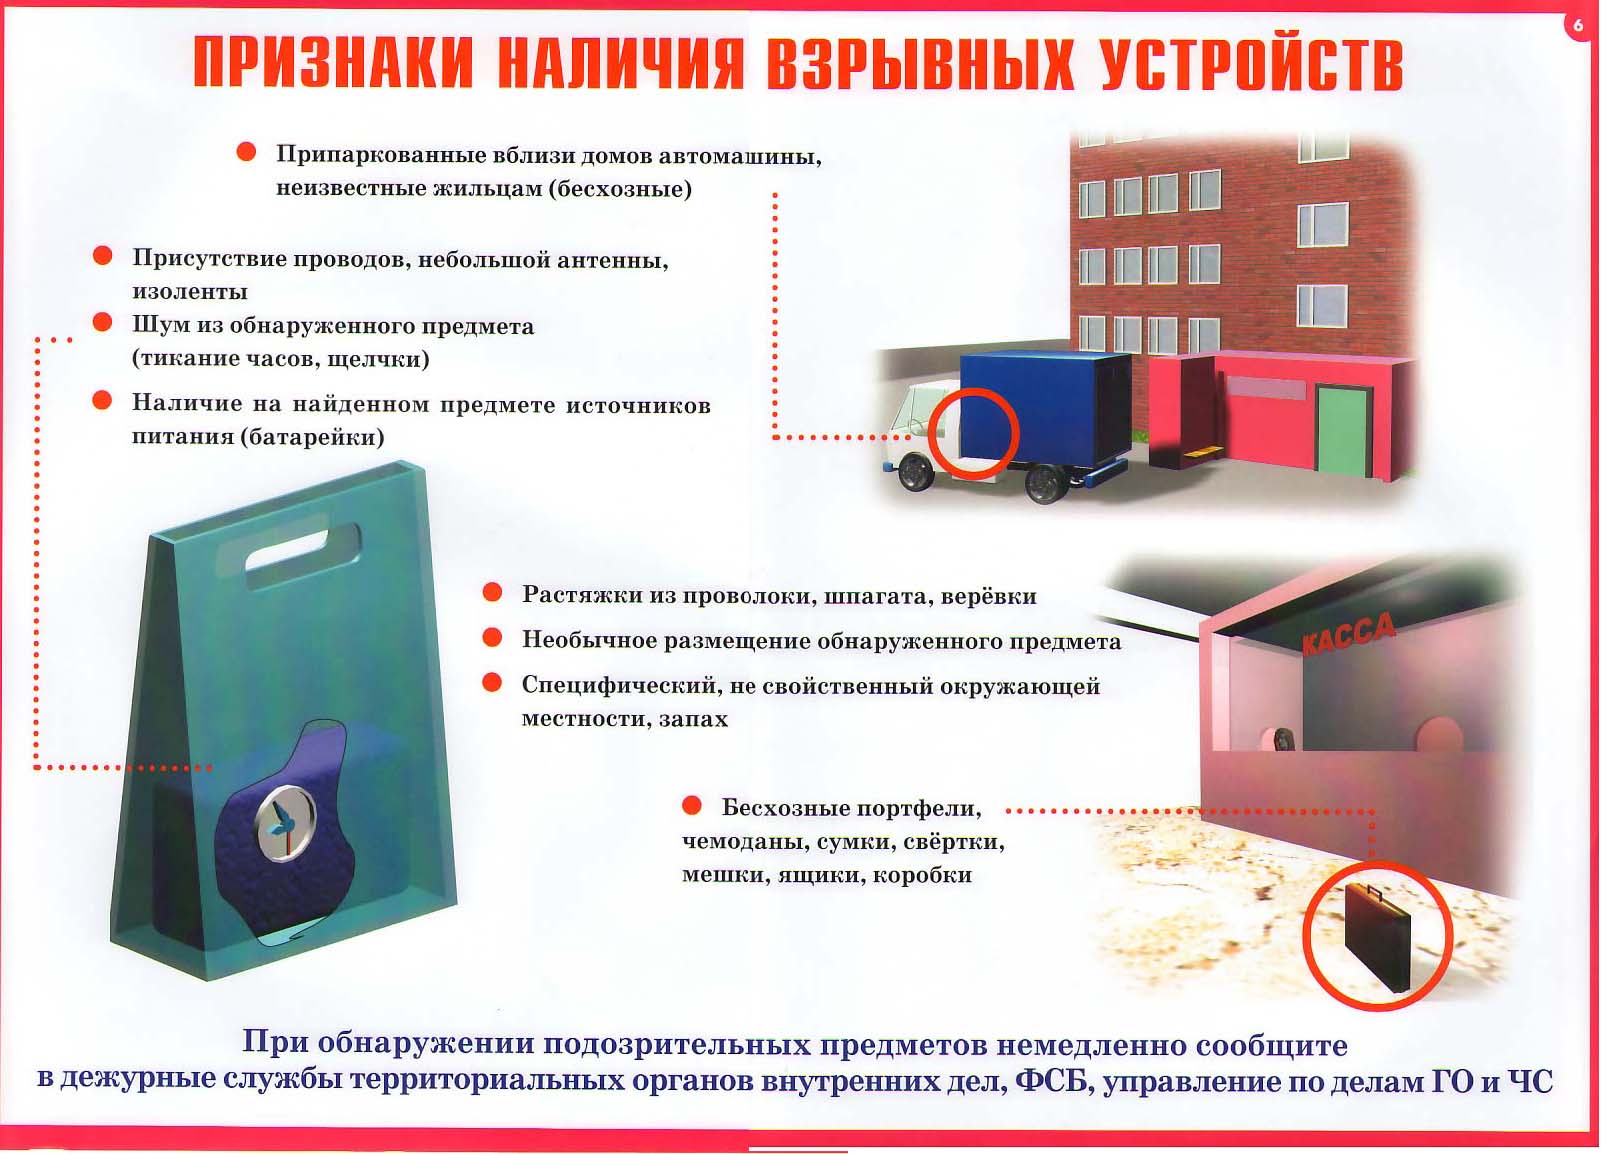 6
ПРИЗНАКИ НАЛИЧИЯ ВЗРЫВНЫХ УСТРОЙСТВ
Припаркованные вблизи домов автомашины,
неизвестные жильцам (бесхозные)
Присутствие проводов, небольшой антенны,
изоленты
Шум из обнаруженного предмета
(тикание часов, щелчки)
Наличие на найденном предмете источников
питания (батарейки)
Растяжки из проволоки, шпагата, верёвки
Необычное размещение обнаруженного предмета
Специфический, не свойственный окружающей
местности, запах
КАССА
Бесхозные портфели,
чемоданы, сумки, свёртки,
мешки, ящики, коробки
При обнаружении подозрительных предметов немедленно сообщите
в дежурные службы территориальных органов внутренних дел, ФСБ, управление по делам ГО и ЧС